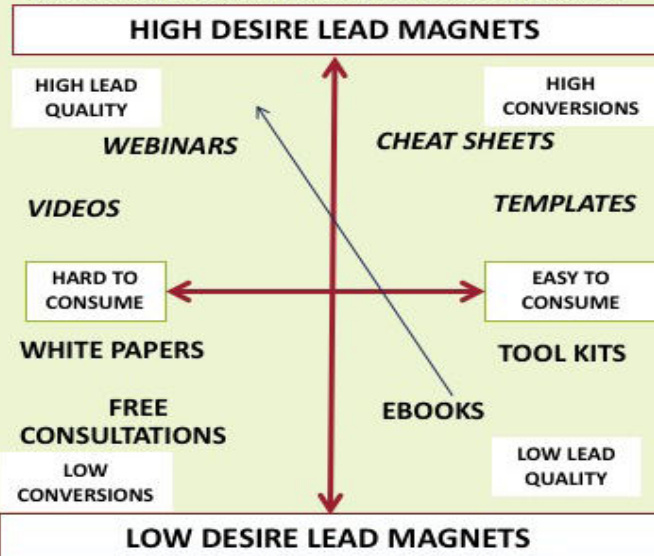 HIGH DESIRE LEAD MAGNETS
HIGH LEAD
QUALITY
HIGH
CONVERSIONS
WEBINARS
CHEAT SHEETS
VIDEOS
TEMPLATES
HARD TO
CONSUME
EASY TO
CONSUME
WHITE PAPERS
TOOL KITS
FREE
CONSULTATIONS
EBOOKS
LOW
CONVERSIONS
LOW LEAD
QUALITY
LOW DESIRE LEAD MAGNETS